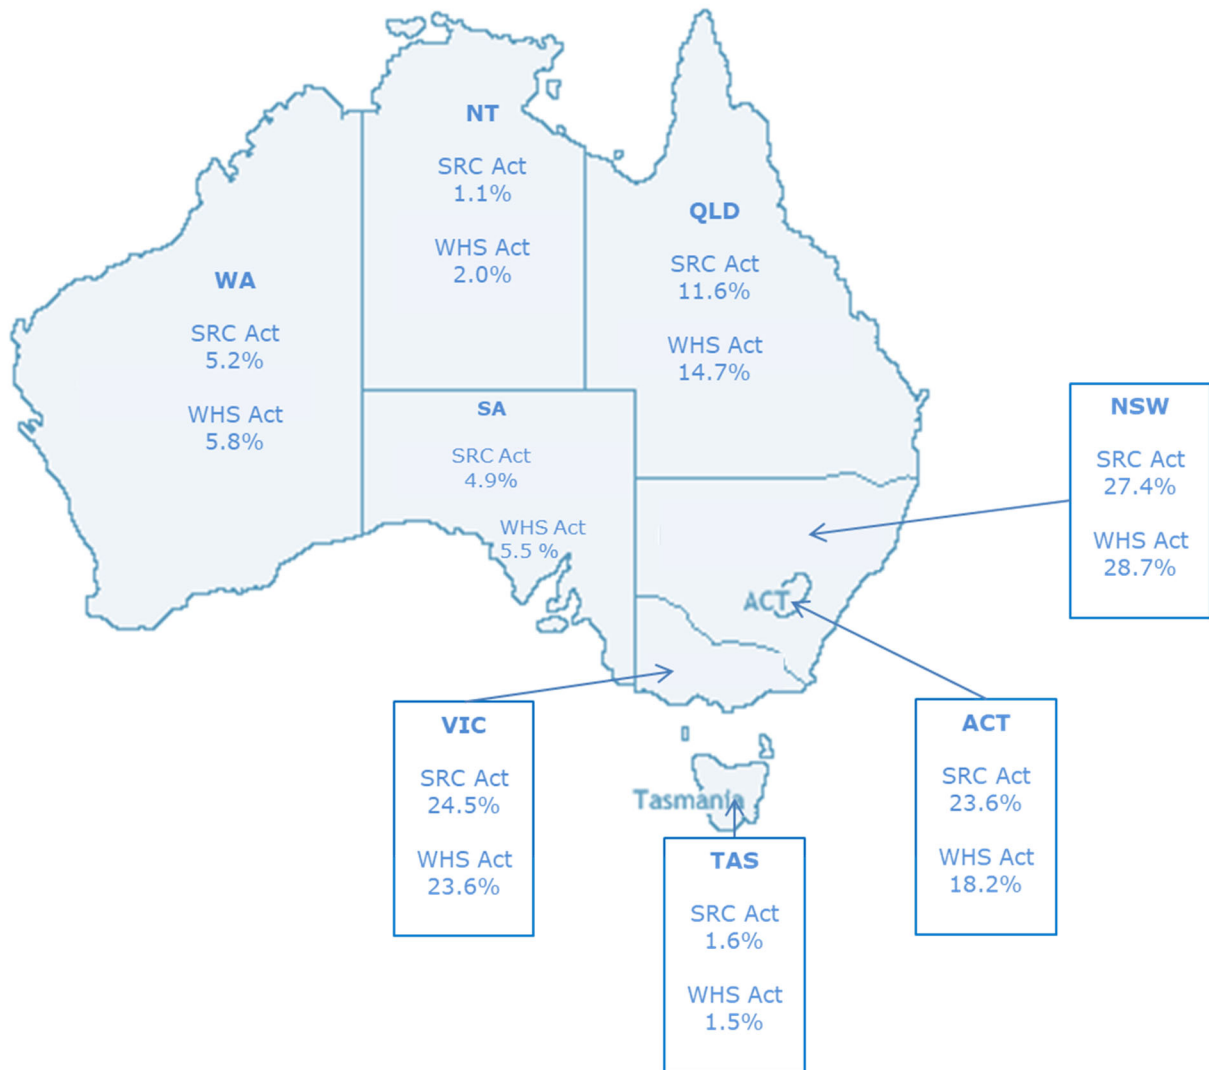 NT
SRC Act
1.1%
WHS Act
2.0%
QLD
SRC Act
11.6%
WHS Act
14.7%
WA
SRC Act
5.2%
WHS Act
5.8%
SA
SRC Act
4.9%
WHS Act
5.5 %
NSW
SRC Act
27.4%
WHS Act
28.7%
ACT
VIC
SRC Act
24.5%
WHS Act
23.6%
ACT
SRC Act
23.6%
WHS Act
18.2%
Tasmania
TAS
SRC Act
1.6%
WHS Act
1.5%